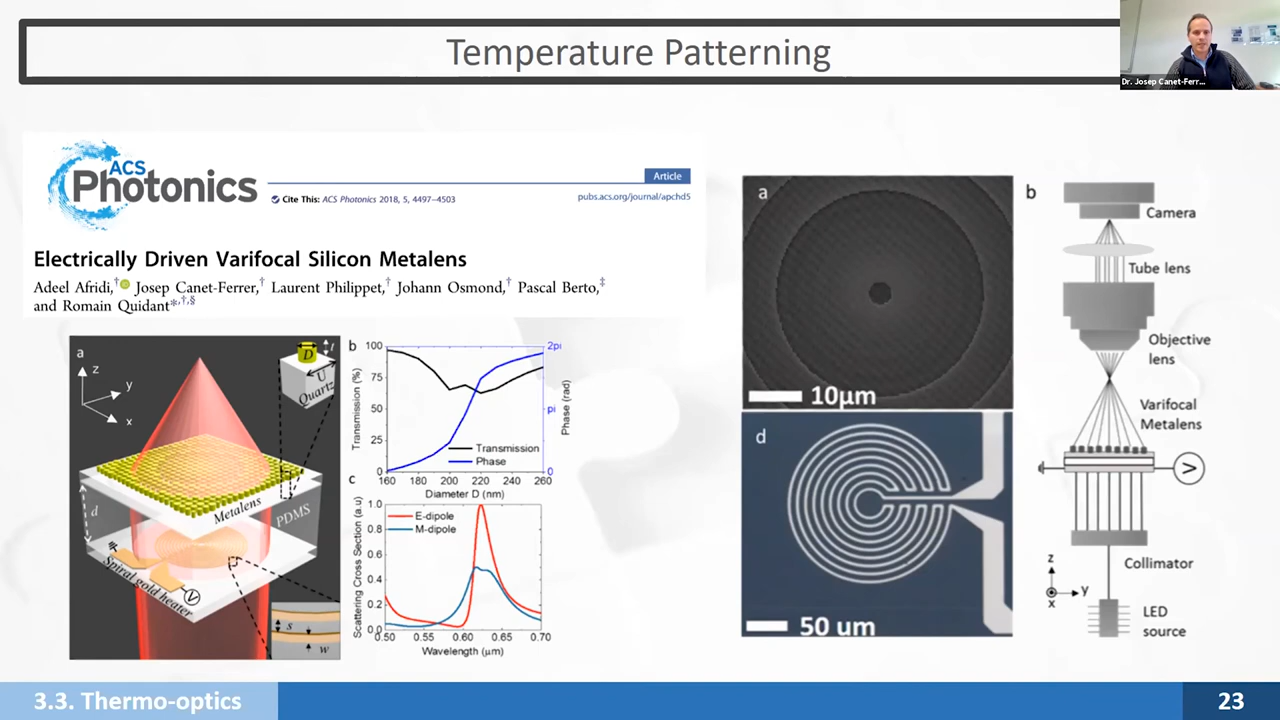 Temperature Patterning
Dr. Josep Canet-Ferr...
ACS
Photonics
Article
Cite This: ACS Photonics 2018, 5, 4497−4503
pubs.acs.org/journal/apchd5
Electrically Driven Varifocal Silicon Metalens
Adeel Afridi,† Josep Canet-Ferrer,† Laurent Philippet,† Johann Osmond,† Pascal Berto,‡
and Romain Quidant*,†,§
a
z
y
x
D
t
U
Quartz
Metalens
PDMS
d
Spiral gold heater
V
s
w
b
100
75
50
25
0
Transmission (%)
2pi
pi
0
Phase (rad)
Transmission
Phase
160 180 200 220 240 260
Diameter D (nm)
c
1.0
0.8
0.6
0.4
0.2
0.0
Scattering Cross Section (a.u)
E-dipole
M-dipole
0.50 0.55 0.60 0.65 0.70
Wavelength (μm)
a
10μm
d
50 um
b
Camera
Tube lens
Objective
lens
Varifocal
Metalens
V
Collimator
z
y
x
LED
source
3.3. Thermo-optics
23